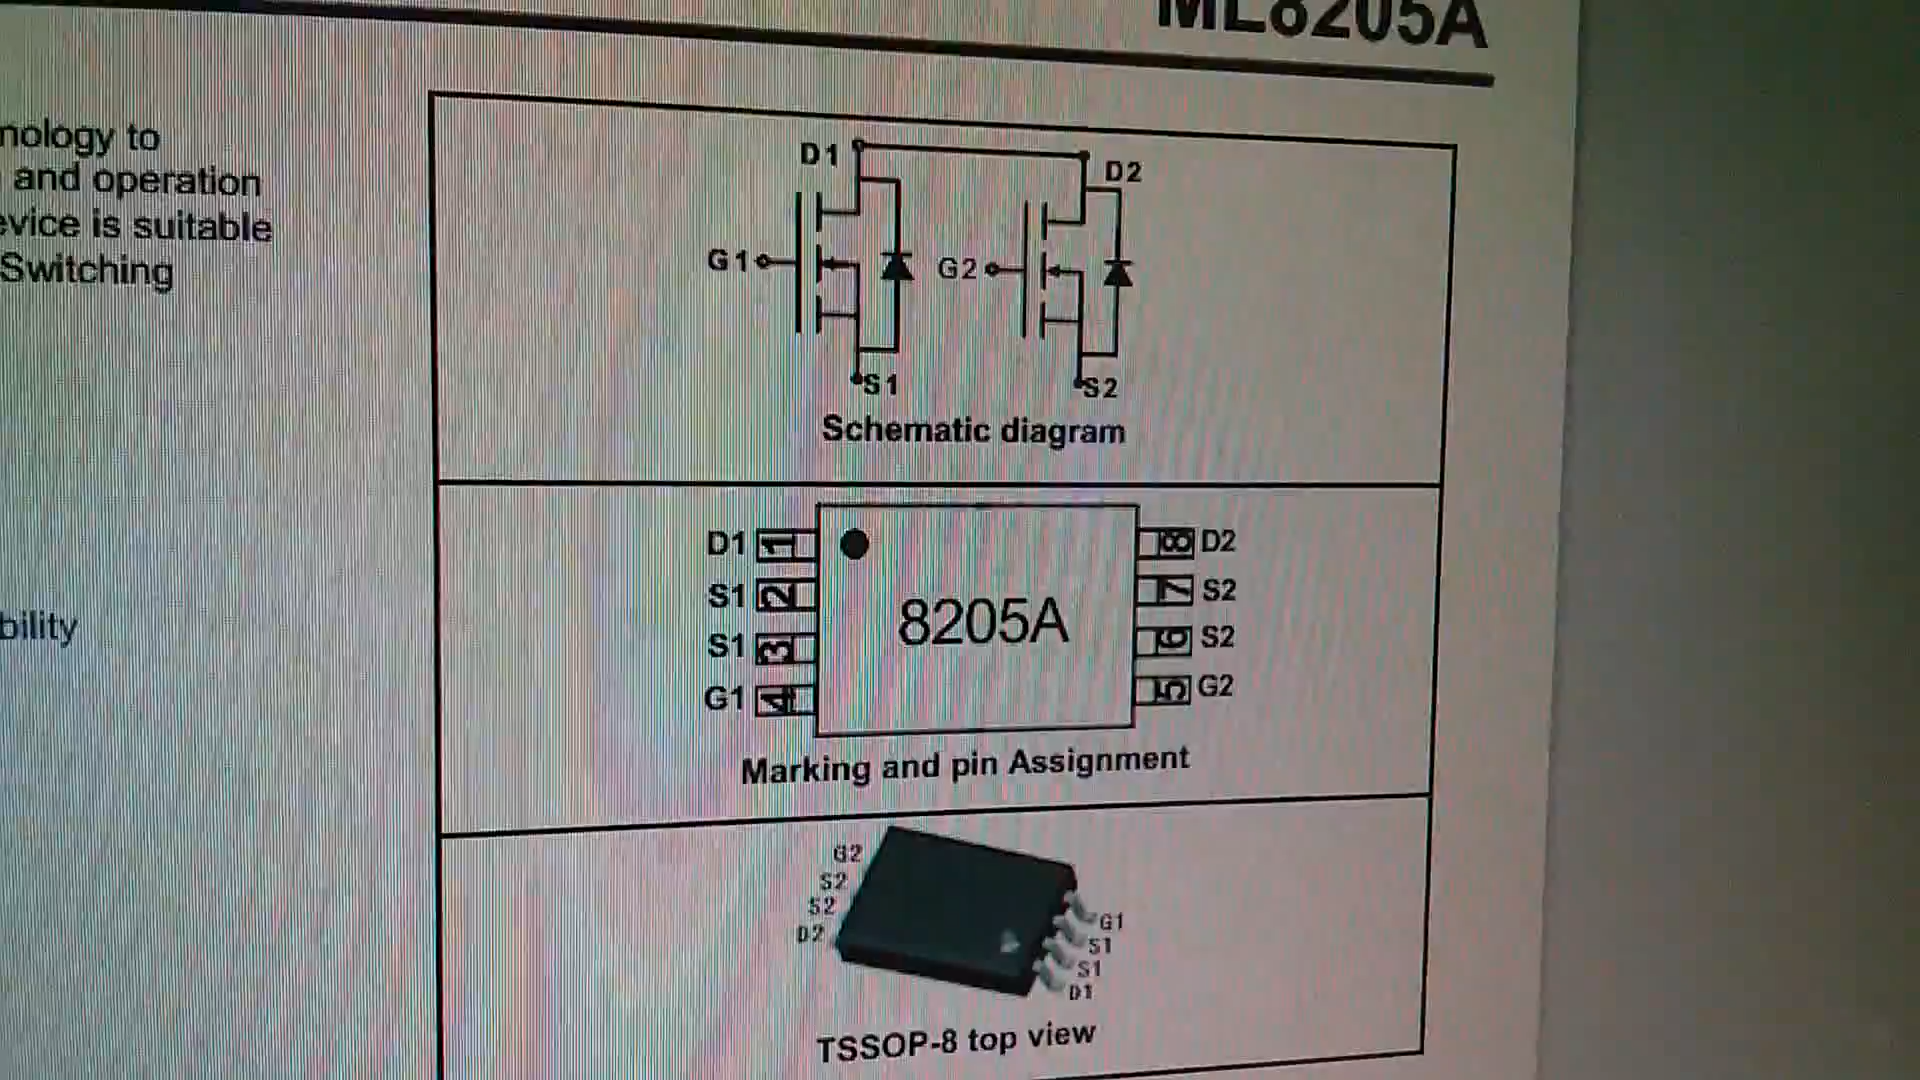 ML8205A
nology to
and operation
evice is suitable
Switching
bility
D1
D2
G1
G2
S1
S2
Schematic diagram
D1 1
8 D2
S1 2
7 S2
S1 3
6 S2
G1 4
5 G2
8205A
Marking and pin Assignment
G2
S2
S2
D2
G1
S1
S1
D1
TSSOP-8 top view